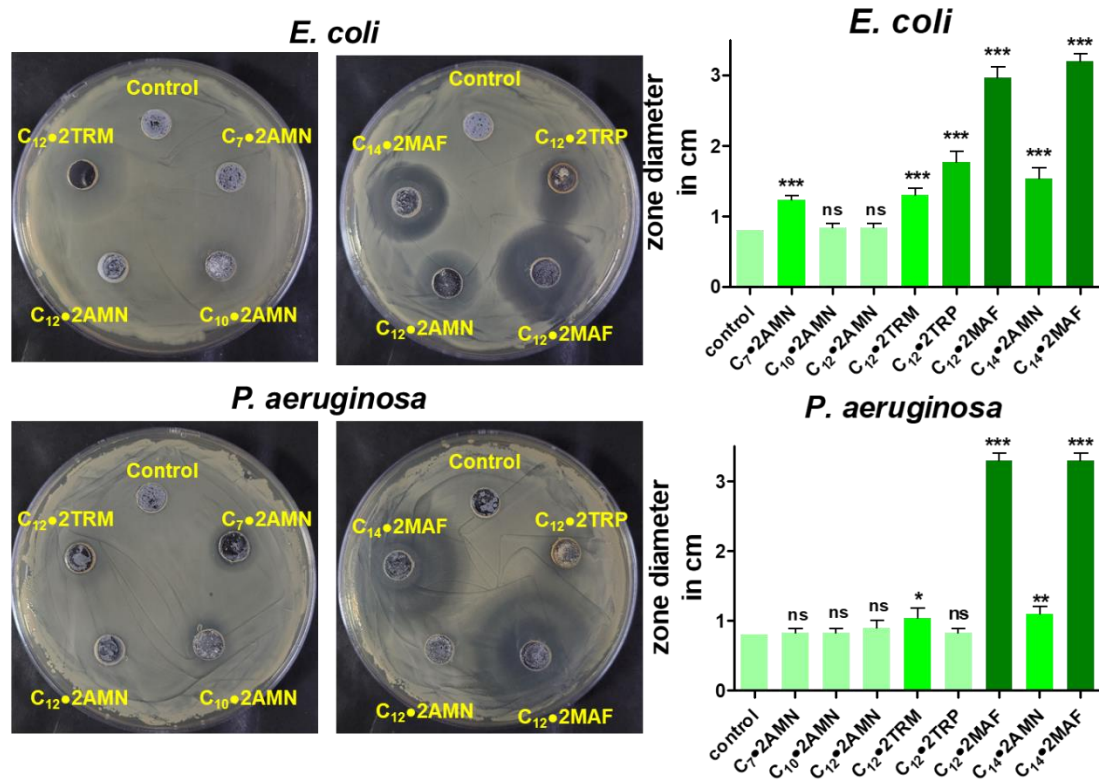 E. coli
Control
C₁₂•2TRM
C₇•2AMN
C₁₂•2AMN
C₁₀•2AMN
Control
C₁₄•2MAF
C₁₂•2TRP
C₁₂•2AMN
C₁₂•2MAF
E. coli
zone diameter
in cm
3
2
1
0
***
ns
ns
***
***
***
***
***
control
C₇•2AMN
C₁₀•2AMN
C₁₂•2AMN
C₁₂•2TRM
C₁₂•2TRP
C₁₂•2MAF
C₁₄•2AMN
C₁₄•2MAF
P. aeruginosa
Control
C₁₂•2TRM
C₇•2AMN
C₁₂•2AMN
C₁₀•2AMN
Control
C₁₄•2MAF
C₁₂•2TRP
C₁₂•2AMN
C₁₂•2MAF
P. aeruginosa
zone diameter
in cm
3
2
1
0
ns
ns
ns
*
ns
***
**
***
control
C₇•2AMN
C₁₀•2AMN
C₁₂•2AMN
C₁₂•2TRM
C₁₂•2TRP
C₁₂•2MAF
C₁₄•2AMN
C₁₄•2MAF